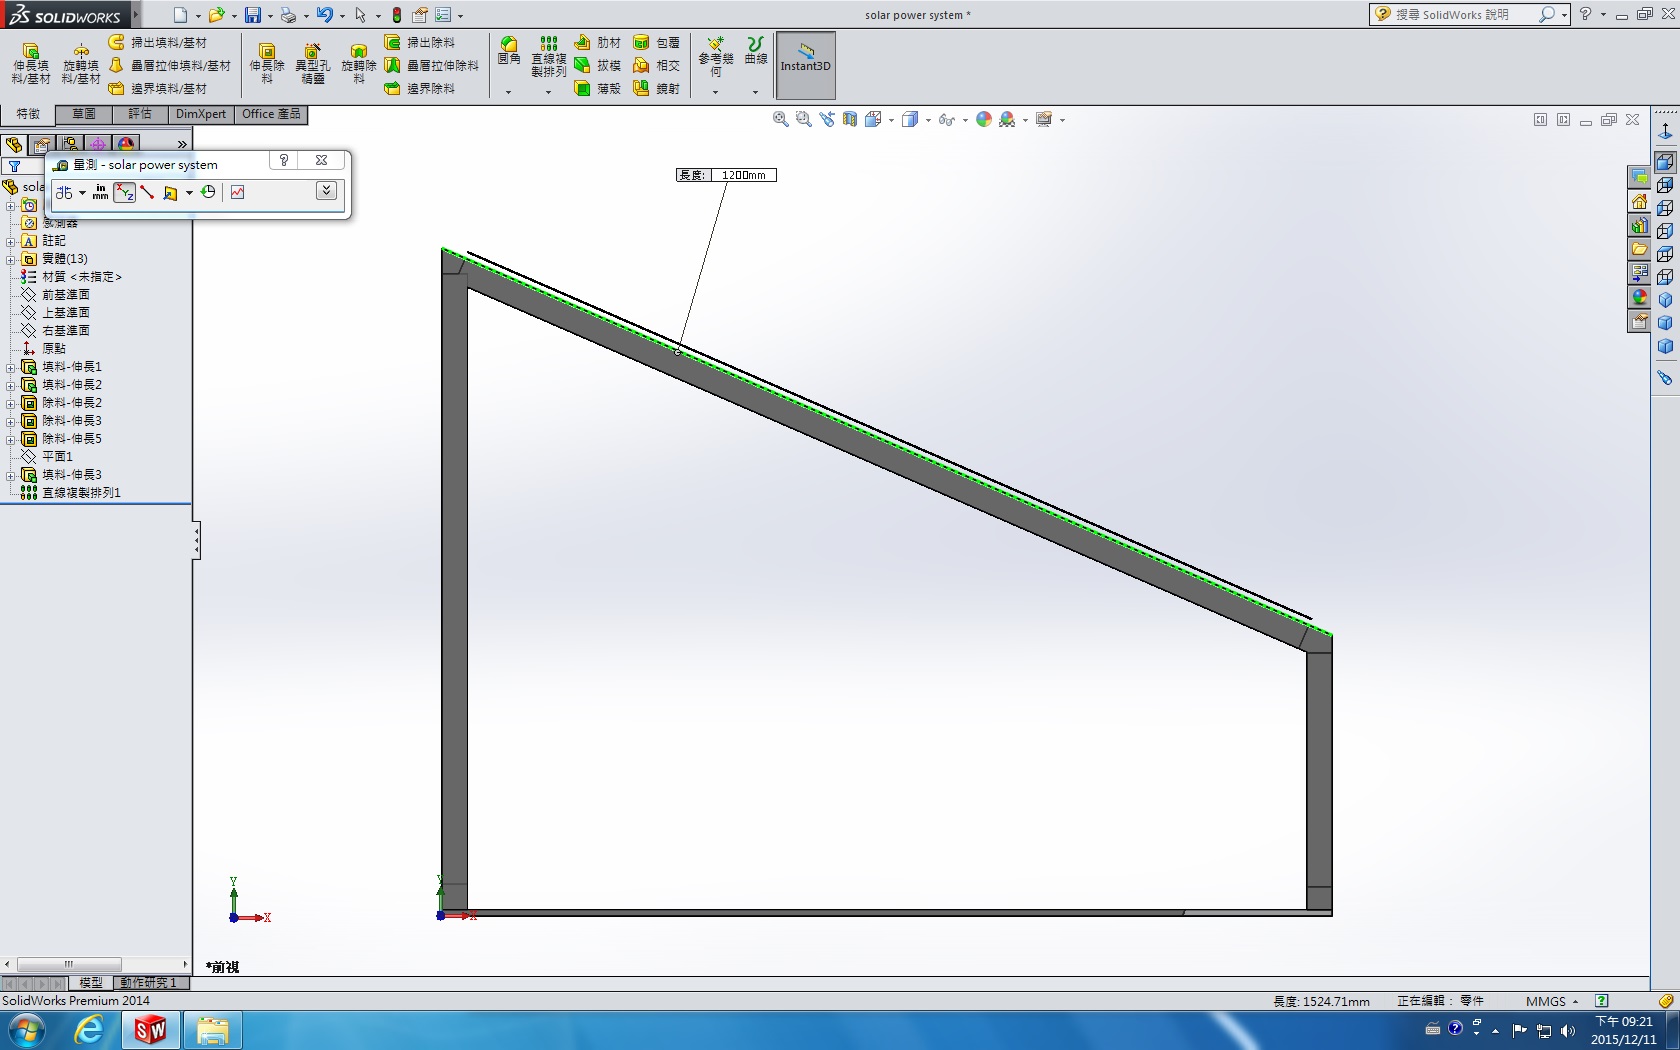 SOLIDWORKS
solar power system *
搜尋 SolidWorks 說明
伸長填料/基材
旋轉填料/基材
掃出填料/基材
疊層拉伸填料/基材
邊界填料/基材
伸長除料
異型孔精靈
旋轉除料
掃出除料
疊層拉伸除料
邊界除料
圓角
直線複製排列
肋材
拔模
薄殼
包覆
相交
鏡射
參考幾何
曲線
Instant3D
特徵
草圖
評估
DimXpert
Office 產品
量測 - solar power system
in
mm
sola
感測器
註記
實體(13)
材質 <未指定>
前基準面
上基準面
右基準面
原點
填料-伸長1
填料-伸長2
除料-伸長2
除料-伸長3
除料-伸長5
平面1
填料-伸長3
直線複製排列1
長度:
1200mm
Y
X
Y
X
*前視
模型
動作研究 1
SolidWorks Premium 2014
長度: 1524.71mm
正在編輯： 零件
MMGS
SW
下午 09:21
2015/12/11